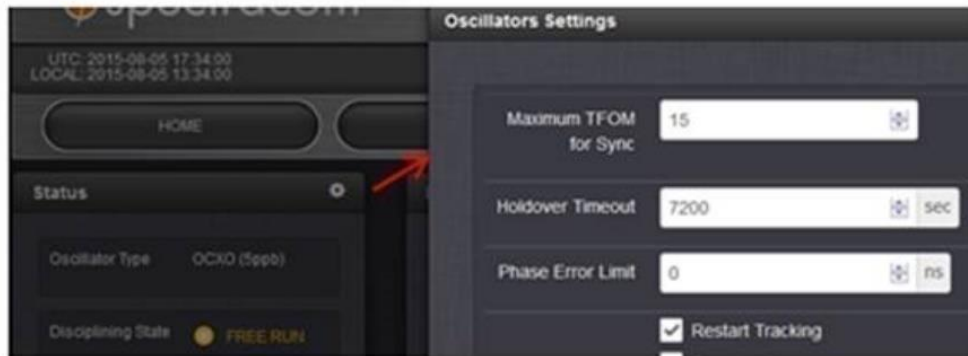 spectracom
Oscillators Settings
UTC: 2015-08-05 17:34:00
LOCAL: 2015-08-05 13:34:00
HOME
Maximum TFOM
for Sync
15
Status
Holdover Timeout
7200
sec
Oscillator Type
OCXO (5ppb)
Phase Error Limit
0
ns
Disciplining State
FREE RUN
Restart Tracking